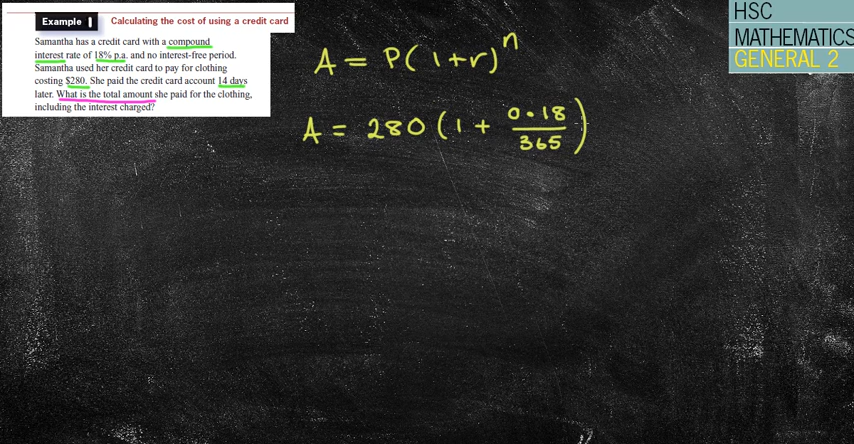 Example 1 Calculating the cost of using a credit card
Samantha has a credit card with a compound
interest rate of 18% p.a. and no interest-free period.
Samantha used her credit card to pay for clothing
costing $280. She paid the credit card account 14 days
later. What is the total amount she paid for the clothing,
including the interest charged?
HSC
MATHEMATICS
GENERAL 2
A = P(1+r)^n
A = 280(1 + 0.18/365)